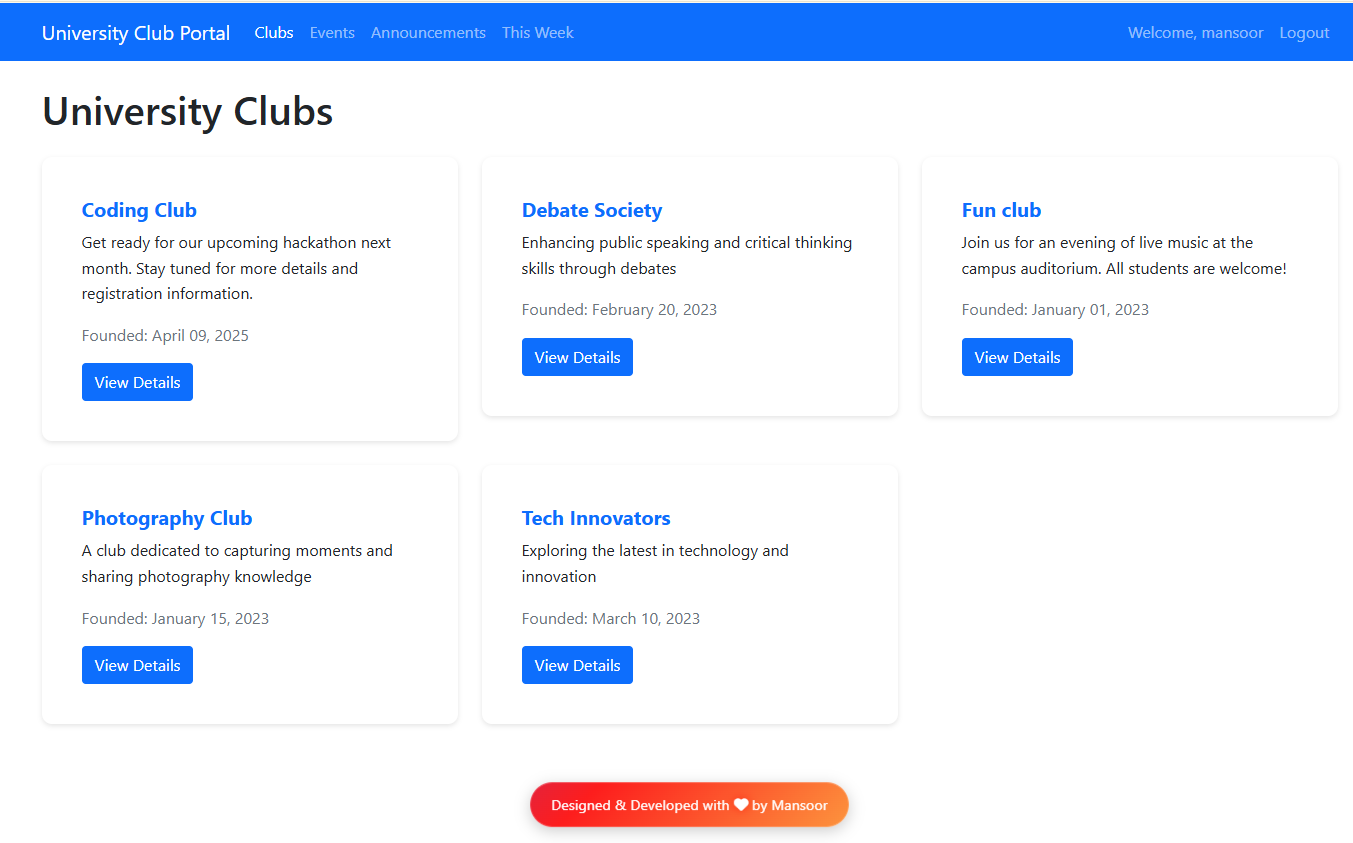 University Club Portal Clubs Events Announcements This Week Welcome, mansoor Logout
University Clubs
Coding Club
Get ready for our upcoming hackathon next
month. Stay tuned for more details and
registration information.
Founded: April 09, 2025
View Details
Debate Society
Enhancing public speaking and critical thinking
skills through debates
Founded: February 20, 2023
View Details
Fun club
Join us for an evening of live music at the
campus auditorium. All students are welcome!
Founded: January 01, 2023
View Details
Photography Club
A club dedicated to capturing moments and
sharing photography knowledge
Founded: January 15, 2023
View Details
Tech Innovators
Exploring the latest in technology and
innovation
Founded: March 10, 2023
View Details
Designed & Developed with ❤ by Mansoor